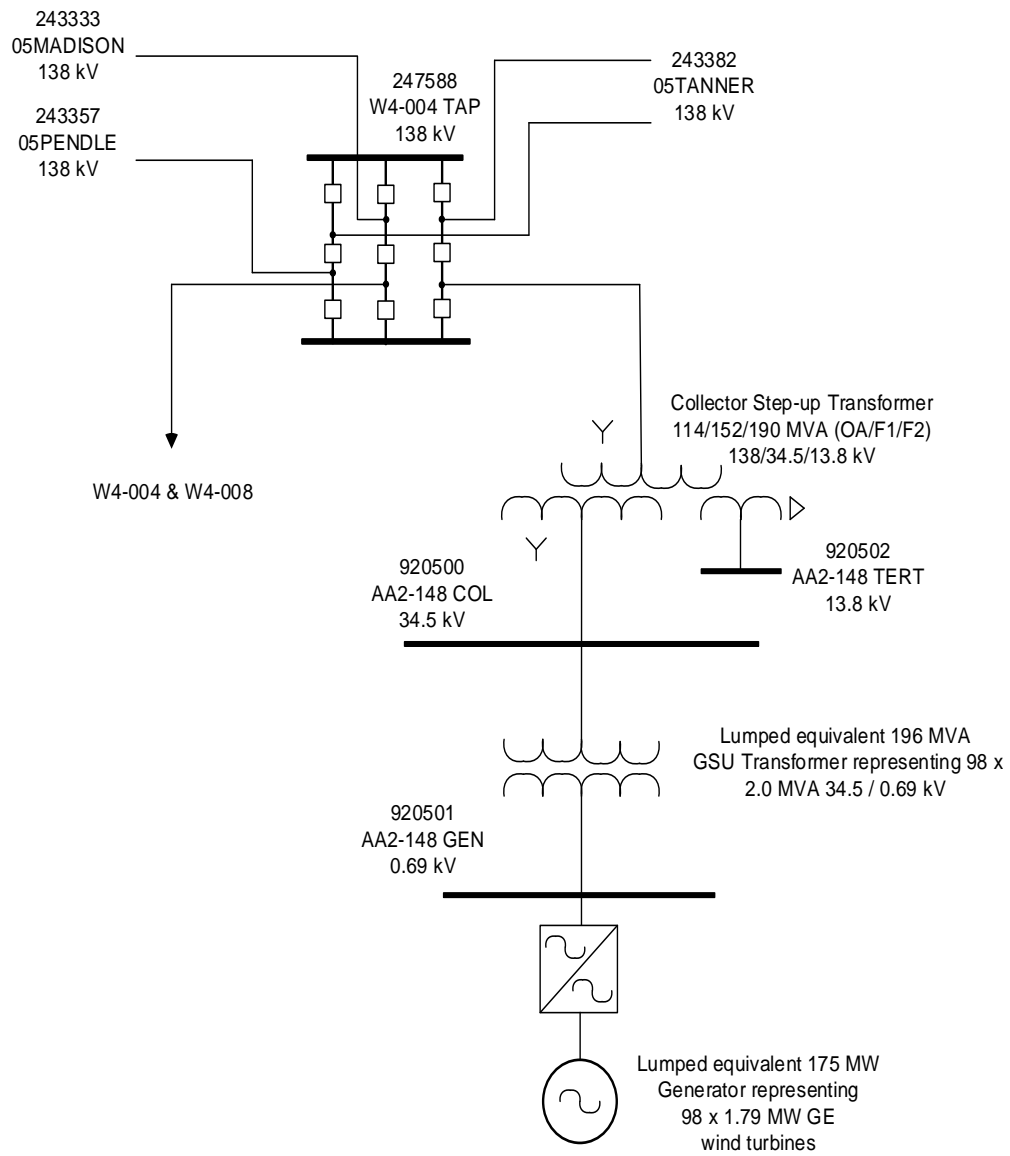 243333
05MADISON
138 kV
247588
W4-004 TAP
138 kV
243382
05TANNER
138 kV
243357
05PENDLE
138 kV
Collector Step-up Transformer
114/152/190 MVA (OA/F1/F2)
138/34.5/13.8 kV
W4-004 & W4-008
920500
AA2-148 COL
34.5 kV
920502
AA2-148 TERT
13.8 kV
Lumped equivalent 196 MVA
GSU Transformer representing 98 x
2.0 MVA 34.5 / 0.69 kV
920501
AA2-148 GEN
0.69 kV
Lumped equivalent 175 MW
Generator representing
98 x 1.79 MW GE
wind turbines